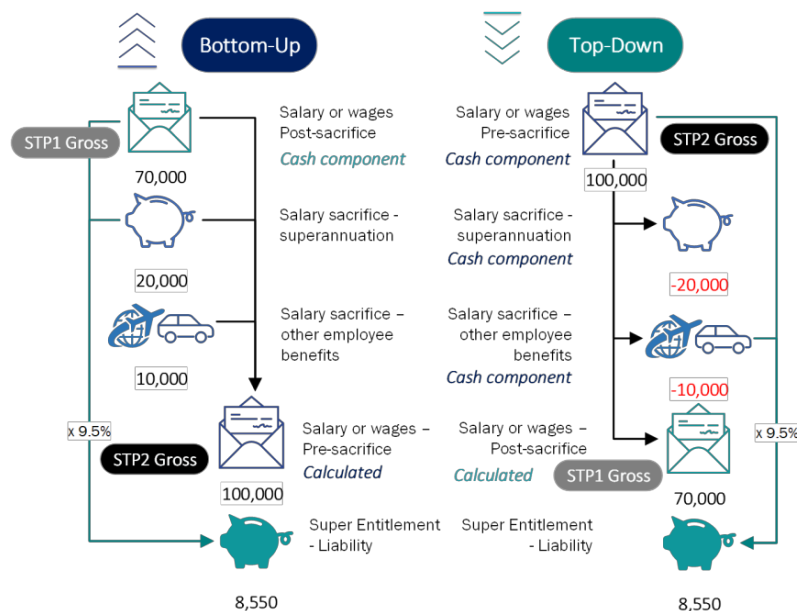 Bottom-Up
STP1 Gross
70,000
Salary or wages
Post-sacrifice
Cash component
20,000
Salary sacrifice -
superannuation
10,000
Salary sacrifice –
other employee
benefits
x 9.5%
STP2 Gross
100,000
Salary or wages –
Pre-sacrifice
Calculated
Super Entitlement
- Liability
8,550
Top-Down
Salary or wages
Pre-sacrifice
Cash component
STP2 Gross
100,000
Salary sacrifice -
superannuation
Cash component
-20,000
Salary sacrifice –
other employee
benefits
Cash component
-10,000
x 9.5%
Salary or wages –
Post-sacrifice
Calculated
STP1 Gross
70,000
Super Entitlement
- Liability
8,550